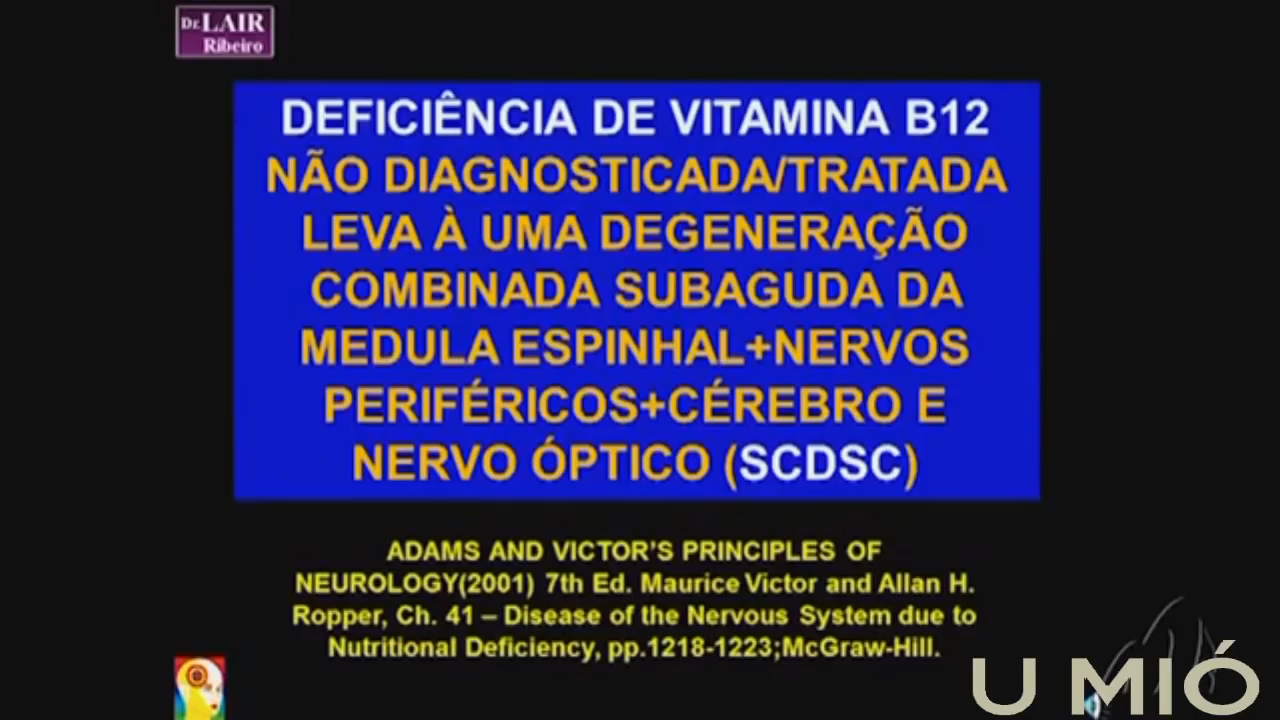 Dr. LAIR
Ribeiro
DEFICIÊNCIA DE VITAMINA B12
NÃO DIAGNOSTICADA/TRATADA
LEVA À UMA DEGENERAÇÃO
COMBINADA SUBAGUDA DA
MEDULA ESPINHAL+NERVOS
PERIFÉRICOS+CÉREBRO E
NERVO ÓPTICO (SCDSC)
ADAMS AND VICTOR'S PRINCIPLES OF
NEUROLOGY(2001) 7th Ed. Maurice Victor and Allan H.
Ropper, Ch. 41 – Disease of the Nervous System due to
Nutritional Deficiency, pp.1218-1223;McGraw-Hill.
U MIÓ